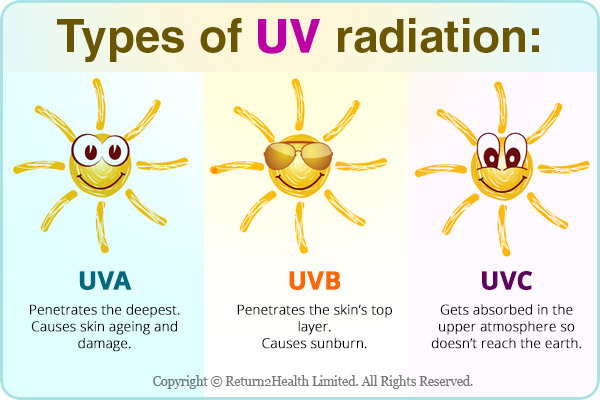 Types of UV radiation:
UVA
Penetrates the deepest.
Causes skin ageing and
damage.
UVB
Penetrates the skin's top
layer.
Causes sunburn.
UVC
Gets absorbed in the
upper atmosphere so
doesn't reach the earth.
Copyright © Return2Health Limited. All Rights Reserved.